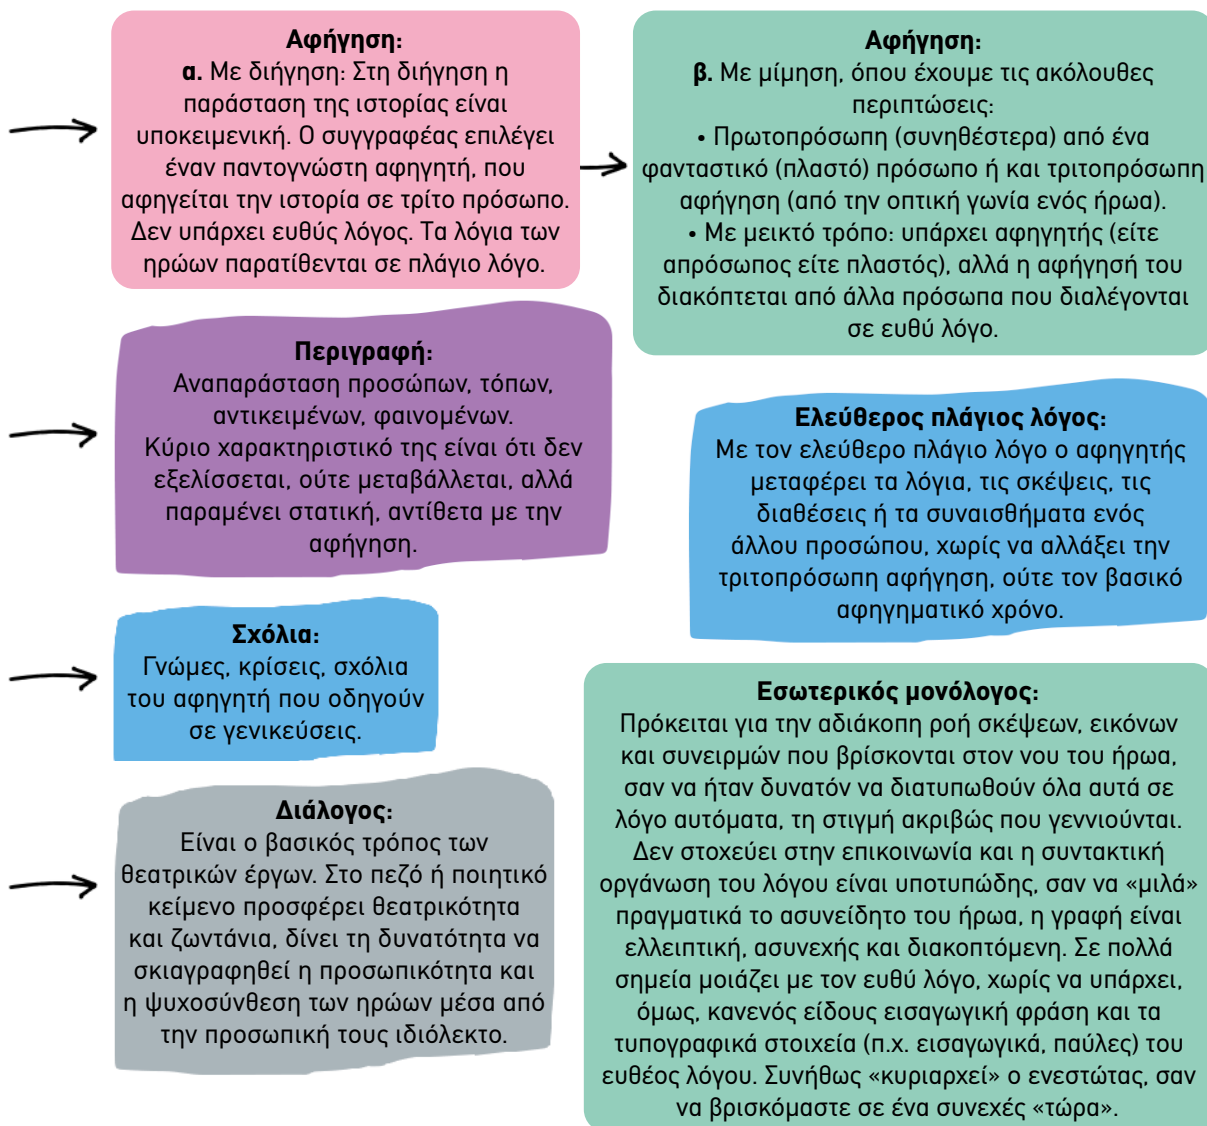 Αφήγηση:
α. Με διήγηση: Στη διήγηση η
παράσταση της ιστορίας είναι
υποκειμενική. Ο συγγραφέας επιλέγει
έναν παντογνώστη αφηγητή, που
αφηγείται την ιστορία σε τρίτο πρόσωπο.
Δεν υπάρχει ευθύς λόγος. Τα λόγια των
ηρώων παρατίθενται σε πλάγιο λόγο.
Αφήγηση:
β. Με μίμηση, όπου έχουμε τις ακόλουθες
περιπτώσεις:
• Πρωτοπρόσωπη (συνηθέστερα) από ένα
φανταστικό (πλαστό) πρόσωπο ή και τριτοπρόσωπη
αφήγηση (από την οπτική γωνία ενός ήρωα).
• Με μεικτό τρόπο: υπάρχει αφηγητής (είτε
απρόσωπος είτε πλαστός), αλλά η αφήγησή του
διακόπτεται από άλλα πρόσωπα που διαλέγονται
σε ευθύ λόγο.
Περιγραφή:
Αναπαράσταση προσώπων, τόπων,
αντικειμένων, φαινομένων.
Κύριο χαρακτηριστικό της είναι ότι δεν
εξελίσσεται, ούτε μεταβάλλεται, αλλά
παραμένει στατική, αντίθετα με την
αφήγηση.
Ελεύθερος πλάγιος λόγος:
Με τον ελεύθερο πλάγιο λόγο ο αφηγητής
μεταφέρει τα λόγια, τις σκέψεις, τις
διαθέσεις ή τα συναισθήματα ενός
άλλου προσώπου, χωρίς να αλλάξει την
τριτοπρόσωπη αφήγηση, ούτε τον βασικό
αφηγηματικό χρόνο.
Σχόλια:
Γνώμες, κρίσεις, σχόλια
του αφηγητή που οδηγούν
σε γενικεύσεις.
Εσωτερικός μονόλογος:
Πρόκειται για την αδιάκοπη ροή σκέψεων, εικόνων
και συνειρμών που βρίσκονται στον νου του ήρωα,
σαν να ήταν δυνατόν να διατυπωθούν όλα αυτά σε
λόγο αυτόματα, τη στιγμή ακριβώς που γεννιούνται.
Δεν στοχεύει στην επικοινωνία και η συντακτική
οργάνωση του λόγου είναι υποτυπώδης, σαν να «μιλά»
πραγματικά το ασυνείδητο του ήρωα, η γραφή είναι
ελλειπτική, ασυνεχής και διακοπτόμενη. Σε πολλά
σημεία μοιάζει με τον ευθύ λόγο, χωρίς να υπάρχει,
όμως, κανενός είδους εισαγωγική φράση και τα
τυπογραφικά στοιχεία (π.χ. εισαγωγικά, παύλες) του
ευθέος λόγου. Συνήθως «κυριαρχεί» ο ενεστώτας, σαν
να βρισκόμαστε σε ένα συνεχές «τώρα».
Διάλογος:
Είναι ο βασικός τρόπος των
θεατρικών έργων. Στο πεζό ή ποιητικό
κείμενο προσφέρει θεατρικότητα
και ζωντάνια, δίνει τη δυνατότητα να
σκιαγραφηθεί η προσωπικότητα και
η ψυχοσύνθεση των ηρώων μέσα από
την προσωπική τους ιδιόλεκτο.